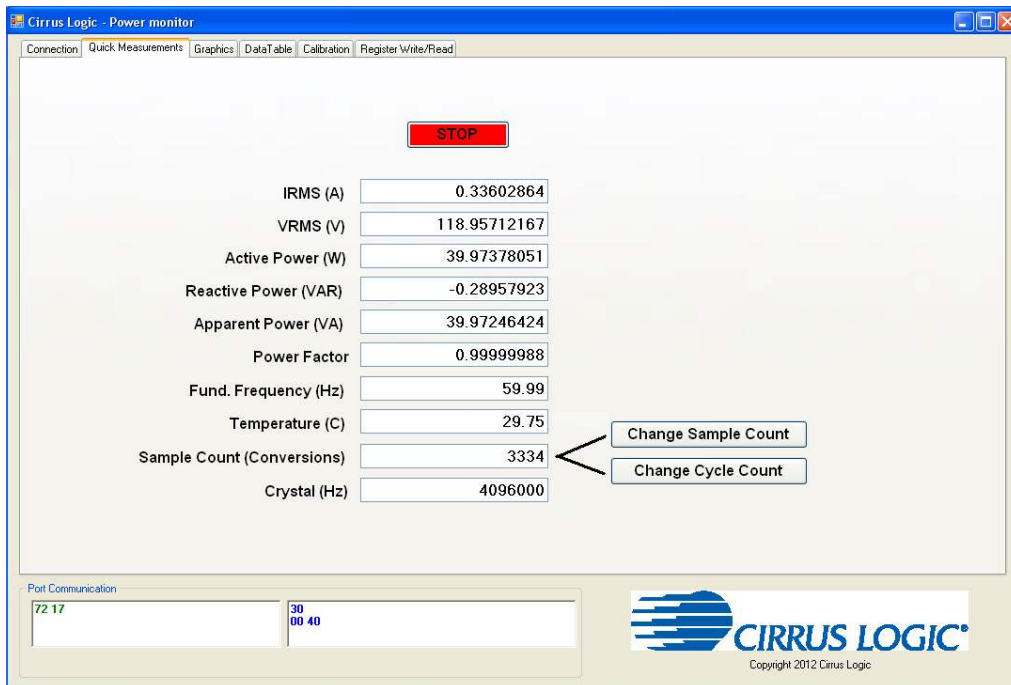 Cirrus Logic - Power monitor
Connection Quick Measurements Graphics DataTable Calibration Register Write/Read
STOP
IRMS (A) 0.33602864
VRMS (V) 118.95712167
Active Power (W) 39.97378051
Reactive Power (VAR) -0.28957923
Apparent Power (VA) 39.97246424
Power Factor 0.99999988
Fund. Frequency (Hz) 59.99
Temperature (C) 29.75
Change Sample Count
Sample Count (Conversions) 3334
Change Cycle Count
Crystal (Hz) 4096000
Port Communication
72 17
30
00 40
CIRRUS LOGIC®
Copyright 2012 Cirrus Logic